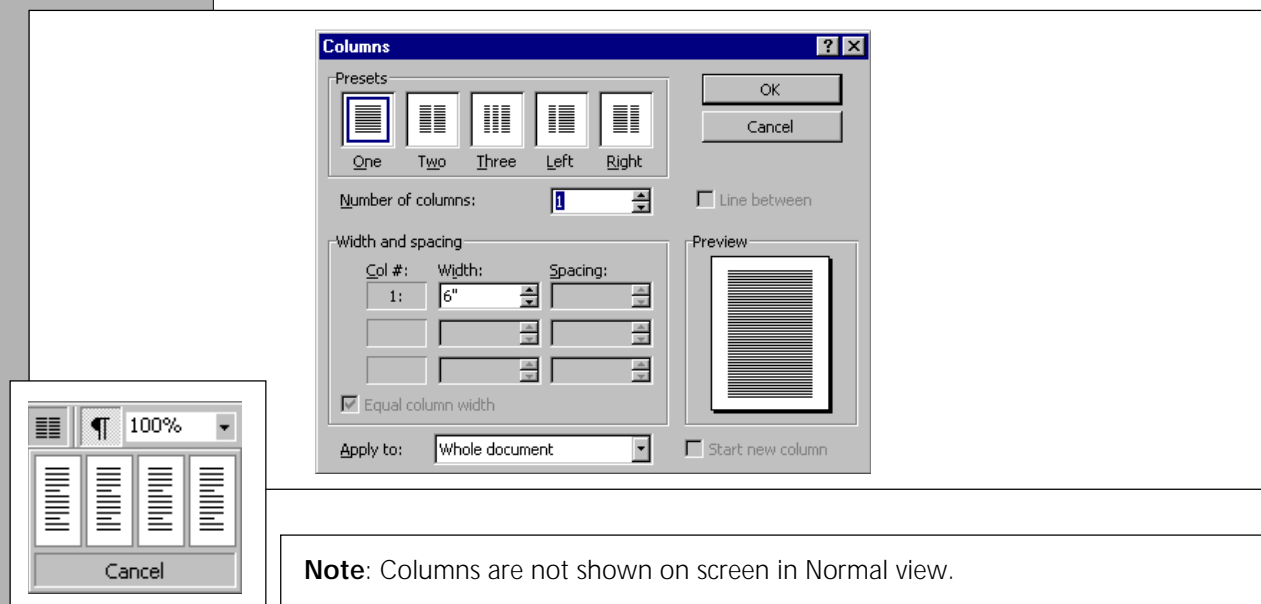 Columns
Presets
OK
Cancel
One Two Three Left Right
Number of columns: 1
Line between
Width and spacing
Preview
Col #: Width: Spacing:
1: 6"
Equal column width
Apply to: Whole document
Start new column
¶ 100%
Cancel
Note: Columns are not shown on screen in Normal view.